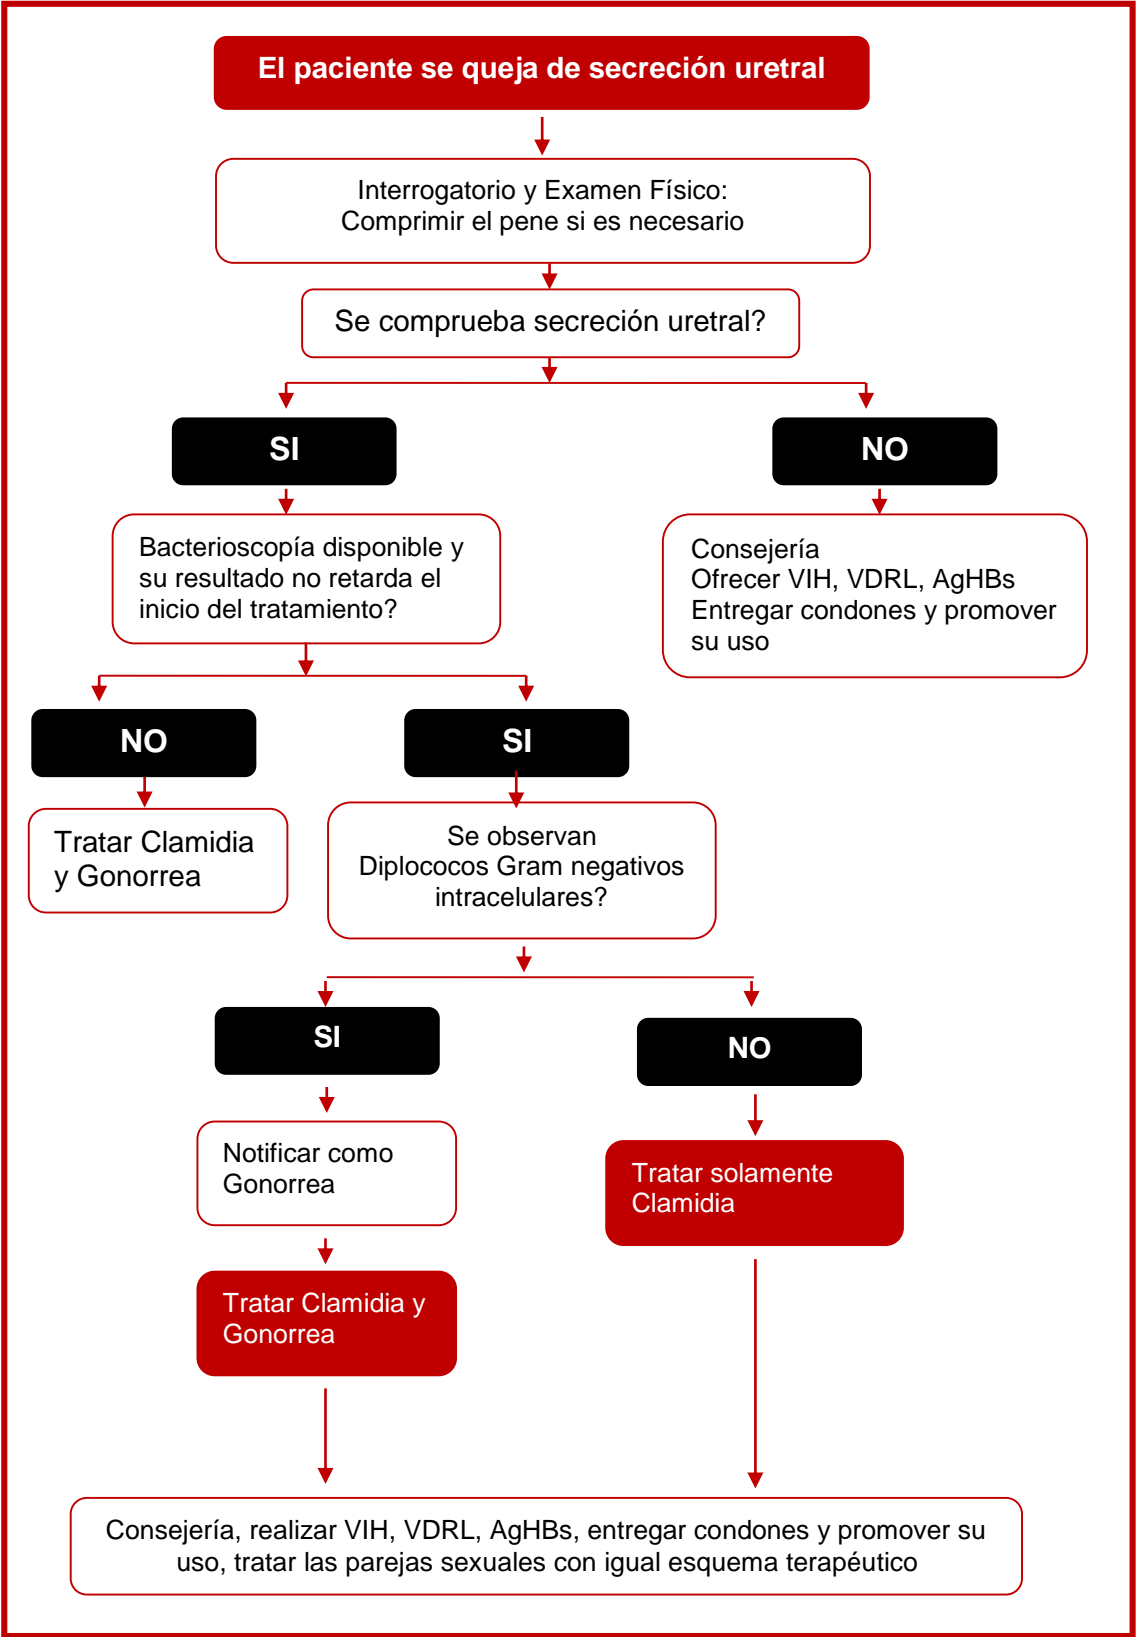 El paciente se queja de secreción uretral
Interrogatorio y Examen Físico:
Comprimir el pene si es necesario
Se comprueba secreción uretral?
SI
NO
Bacterioscopía disponible y
su resultado no retarda el
inicio del tratamiento?
Consejería
Ofrecer VIH, VDRL, AgHBs
Entregar condones y promover
su uso
NO
SI
Tratar Clamidia
y Gonorrea
Se observan
Diplococos Gram negativos
intracelulares?
SI
NO
Notificar como
Gonorrea
Tratar solamente
Clamidia
Tratar Clamidia y
Gonorrea
Consejería, realizar VIH, VDRL, AgHBs, entregar condones y promover su
uso, tratar las parejas sexuales con igual esquema terapéutico